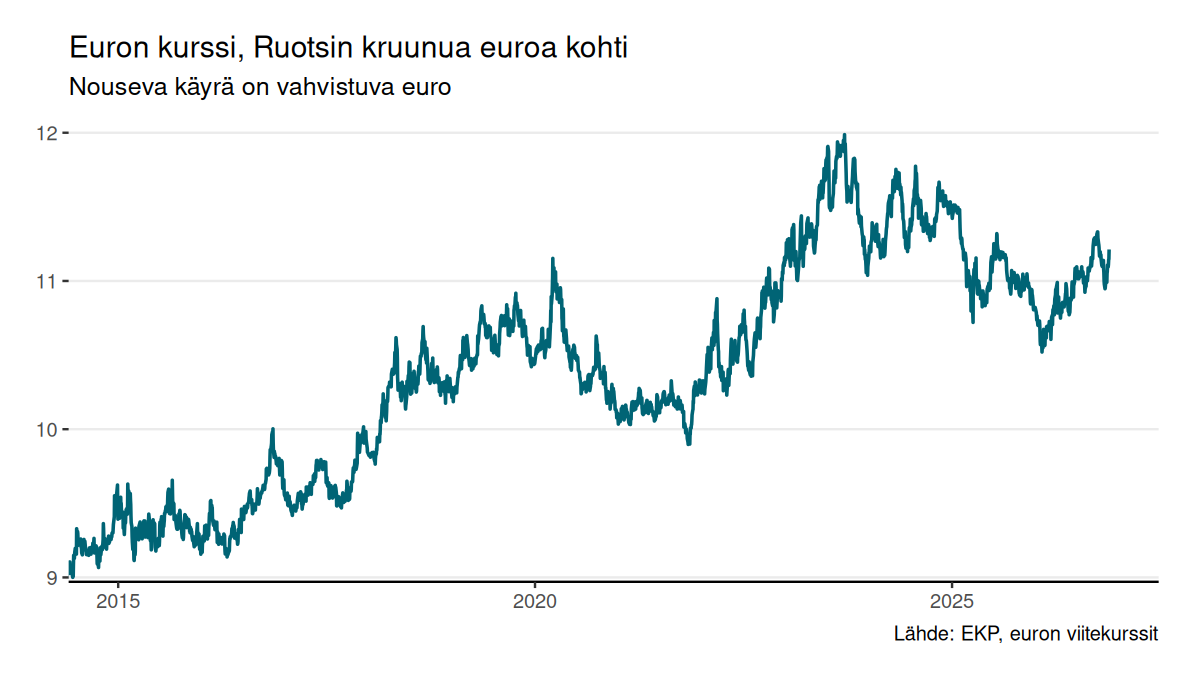 Euron kurssi, Ruotsin kruunua euroa kohti
Nouseva käyrä on vahvistuva euro
12
11
10
9
2015 2020 2025
Lähde: EKP, euron viitekurssit